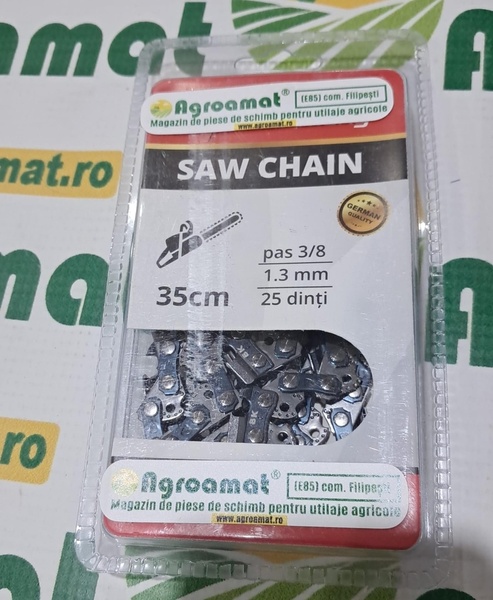 amat
Agroamat®
(E85) com. Filipești
Magazin de piese de schimb pentru utilaje agricole
www.agroamat.ro
SAW CHAIN
GERMAN
QUALITY
pas 3/8
1.3 mm
35cm
25 dinți
mat.ro
.ro
Agroamat®
(E85) com. Filipești
Magazin de piese de schimb pentru utilaje agricole
www.agroamat.ro